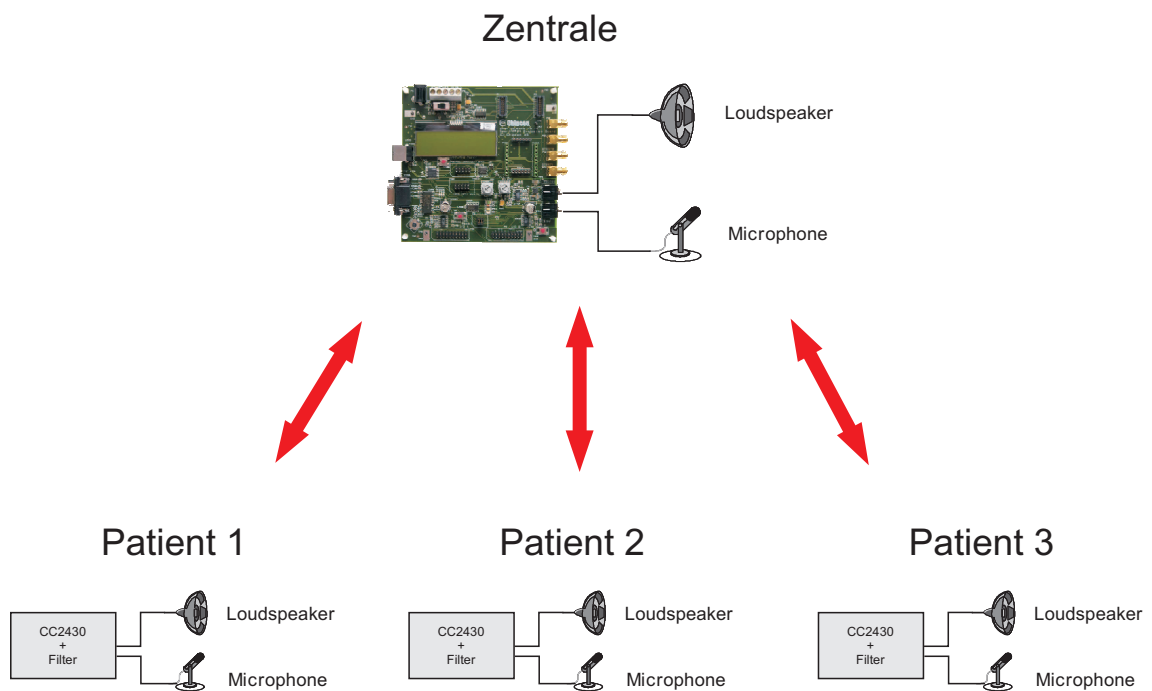 Zentrale
Loudspeaker
Microphone
Patient 1
Patient 2
Patient 3
CC2430
+
Filter
Loudspeaker
Microphone
CC2430
+
Filter
Loudspeaker
Microphone
CC2430
+
Filter
Loudspeaker
Microphone